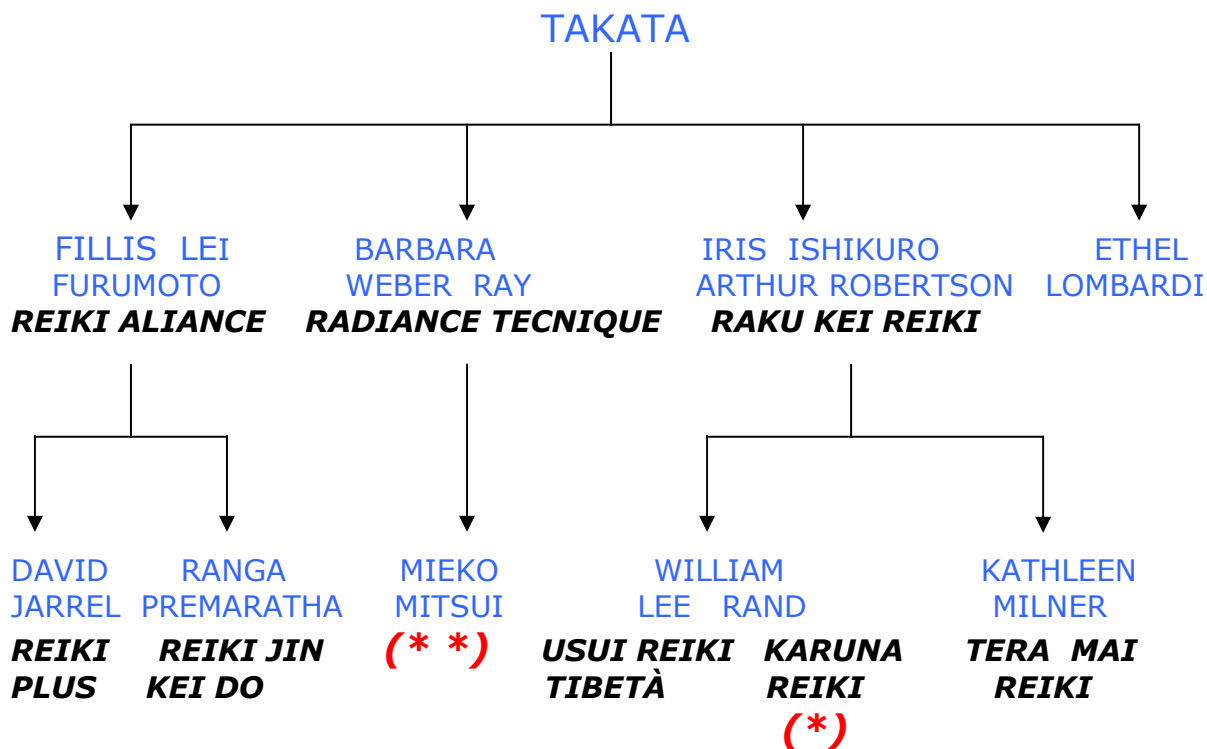 TAKATA
FILLIS LEI BARBARA IRIS ISHIKURO ETHEL
FURUMOTO WEBER RAY ARTHUR ROBERTSON LOMBARDI
REIKI ALIANCE RADIANCE TECNIQUE RAKU KEI REIKI
DAVID RANGA MIEKO WILLIAM KATHLEEN
JARREL PREMARATHA MITSUI LEE RAND MILNER
REIKI REIKI JIN (* *) USUI REIKI KARUNA TERA MAI
PLUS KEI DO TIBETÀ REIKI REIKI
(*)